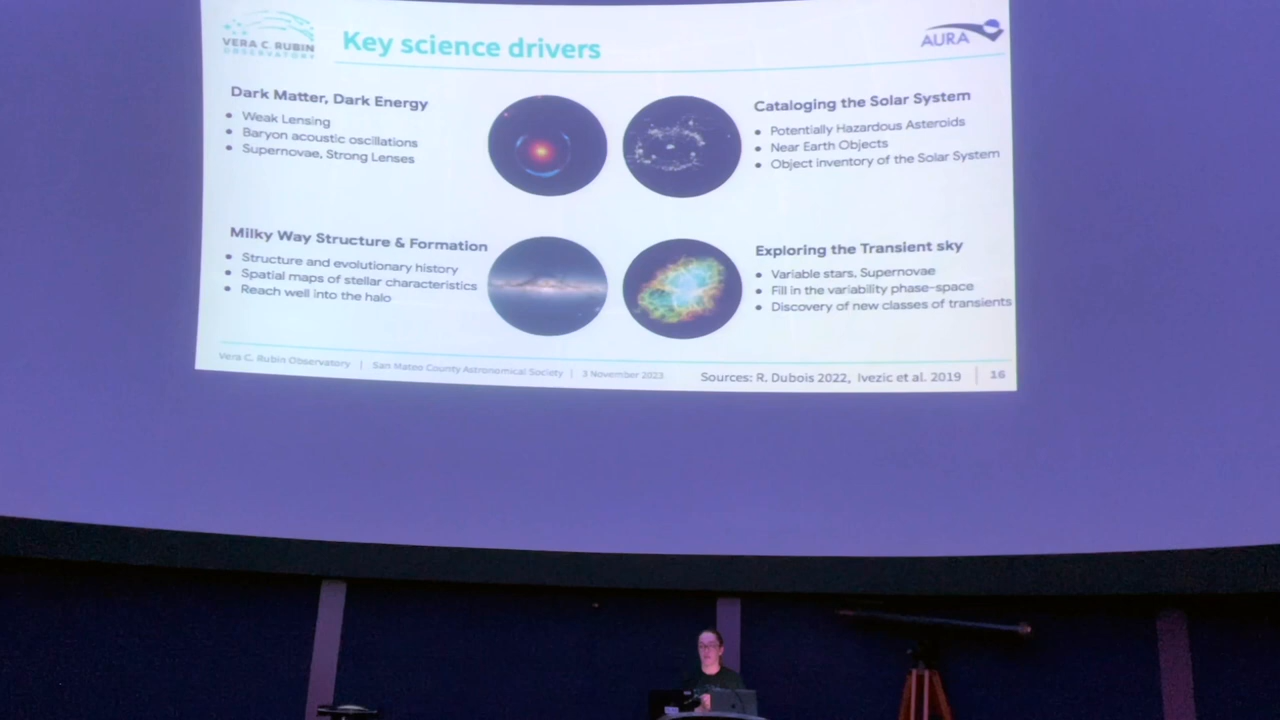 VERA C. RUBIN
OBSERVATORY
Key science drivers
AURA
Dark Matter, Dark Energy
• Weak Lensing
• Baryon acoustic oscillations
• Supernovae, Strong Lenses
Cataloging the Solar System
• Potentially Hazardous Asteroids
• Near Earth Objects
• Object inventory of the Solar System
Milky Way Structure & Formation
• Structure and evolutionary history
• Spatial maps of stellar characteristics
• Reach well into the halo
Exploring the Transient sky
• Variable stars, Supernovae
• Fill in the variability phase-space
• Discovery of new classes of transients
Vera C. Rubin Observatory | San Mateo County Astronomical Society | 3 November 2023
Sources: R. Dubois 2022, Ivezic et al. 2019 | 16